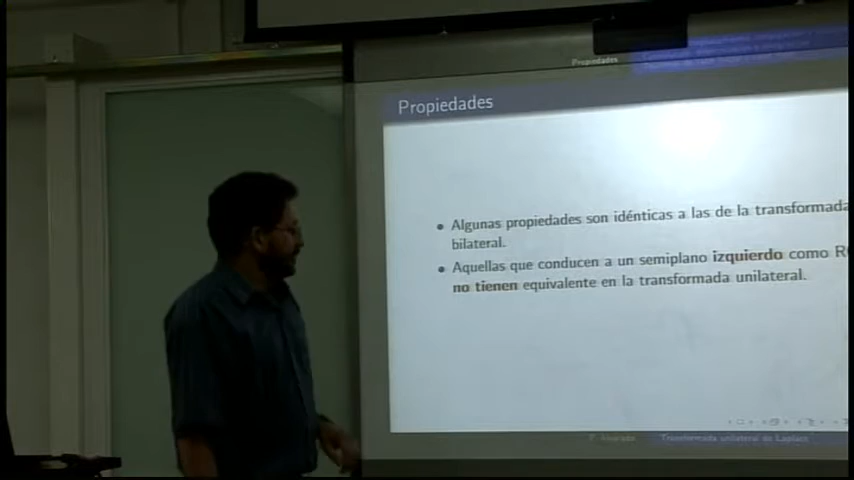 Propiedades
Propiedades
• Algunas propiedades son idénticas a las de la transformada
bilateral.
• Aquellas que conducen a un semiplano izquierdo como R
no tienen equivalente en la transformada unilateral.
P. Alvarado Transformada unilateral de Laplace